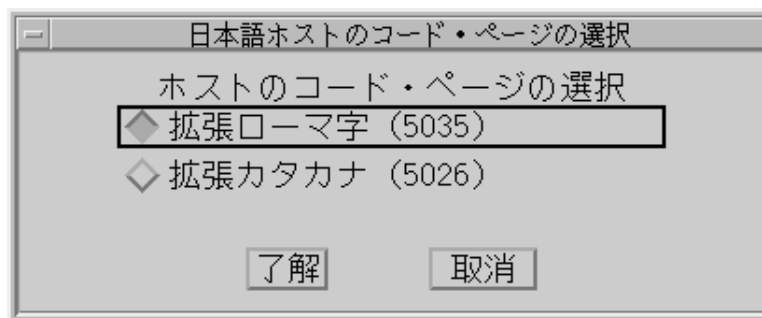 日本語ホストのコード・ページの選択
ホストのコード・ページの選択
拡張ローマ字 (5035)
拡張カタカナ (5026)
了解 取消